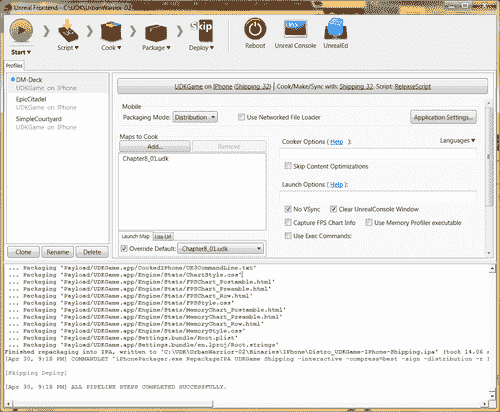 Unreal Frontend - C:\UDK\UrbanWarrior-02
Start
Script
Cook
Package
Skip
Deploy
Reboot
Unreal Console
UnrealEd
Profiles
DM-Deck
UDKGame on IPhone
EpicCitadel
UDKGame on IPhone
SimpleCourtyard
UDKGame on IPhone
Clone
Rename
Delete
UDKGame on IPhone (Shipping_32) | Cook/Make/Sync with: Shipping_32. Script: ReleaseScript
Mobile
Packaging Mode: Distribution
Use Networked File Loader
Application Settings...
Maps to Cook
Add...
Remove
Chapter8_01.udk
Launch Map
Use Url
Override Default: Chapter8_01.udk
Cooker Options ( Help ):
Languages
Skip Content Optimizations
Launch Options ( Help ):
No VSync
Clear UnrealConsole Window
Capture FPS Chart Info
Use Memory Profiler executable
Use Exec Commands:
... Packaging 'Payload/UDKGame.app/CookedIPhone/UE3CommandLine.txt'
... Packaging 'Payload/UDKGame.app/Engine/Stats/ChartStyle.css'
... Packaging 'Payload/UDKGame.app/Engine/Stats/FPSChart_Postamble.html'
... Packaging 'Payload/UDKGame.app/Engine/Stats/FPSChart_Preamble.html'
... Packaging 'Payload/UDKGame.app/Engine/Stats/FPSChart_Row.html'
... Packaging 'Payload/UDKGame.app/Engine/Stats/FPSStyle.css'
... Packaging 'Payload/UDKGame.app/Engine/Stats/MemoryChart_Postamble.html'
... Packaging 'Payload/UDKGame.app/Engine/Stats/MemoryChart_Preamble.html'
... Packaging 'Payload/UDKGame.app/Engine/Stats/MemoryChart_Row.html'
... Packaging 'Payload/UDKGame.app/Engine/Stats/MemoryStyle.css'
... Packaging 'Payload/UDKGame.app/Settings.bundle/Root.plist'
... Packaging 'Payload/UDKGame.app/Settings.bundle/en.lproj/Root.strings'
Finished repackaging into IPA, written to 'C:\UDK\UrbanWarrior-02\Binaries\IPhone\Distro_UDKGame-IPhone-Shipping.ipa' (took 14.06 s
[Apr 30, 9:18 PM] COMMANDLET 'iPhonePackager.exe RepackageIPA UDKGame Shipping -interactive -compress=best -sign -distribution -r
[Skipping Deploy]
[Apr 30, 9:18 PM] ALL PIPELINE STEPS COMPLETED SUCCESSFULLY.